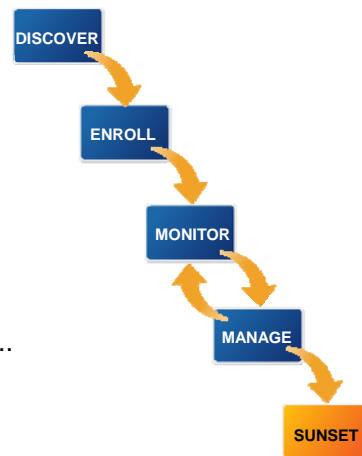 DISCOVER
ENROLL
MONITOR
MANAGE
..
SUNSET